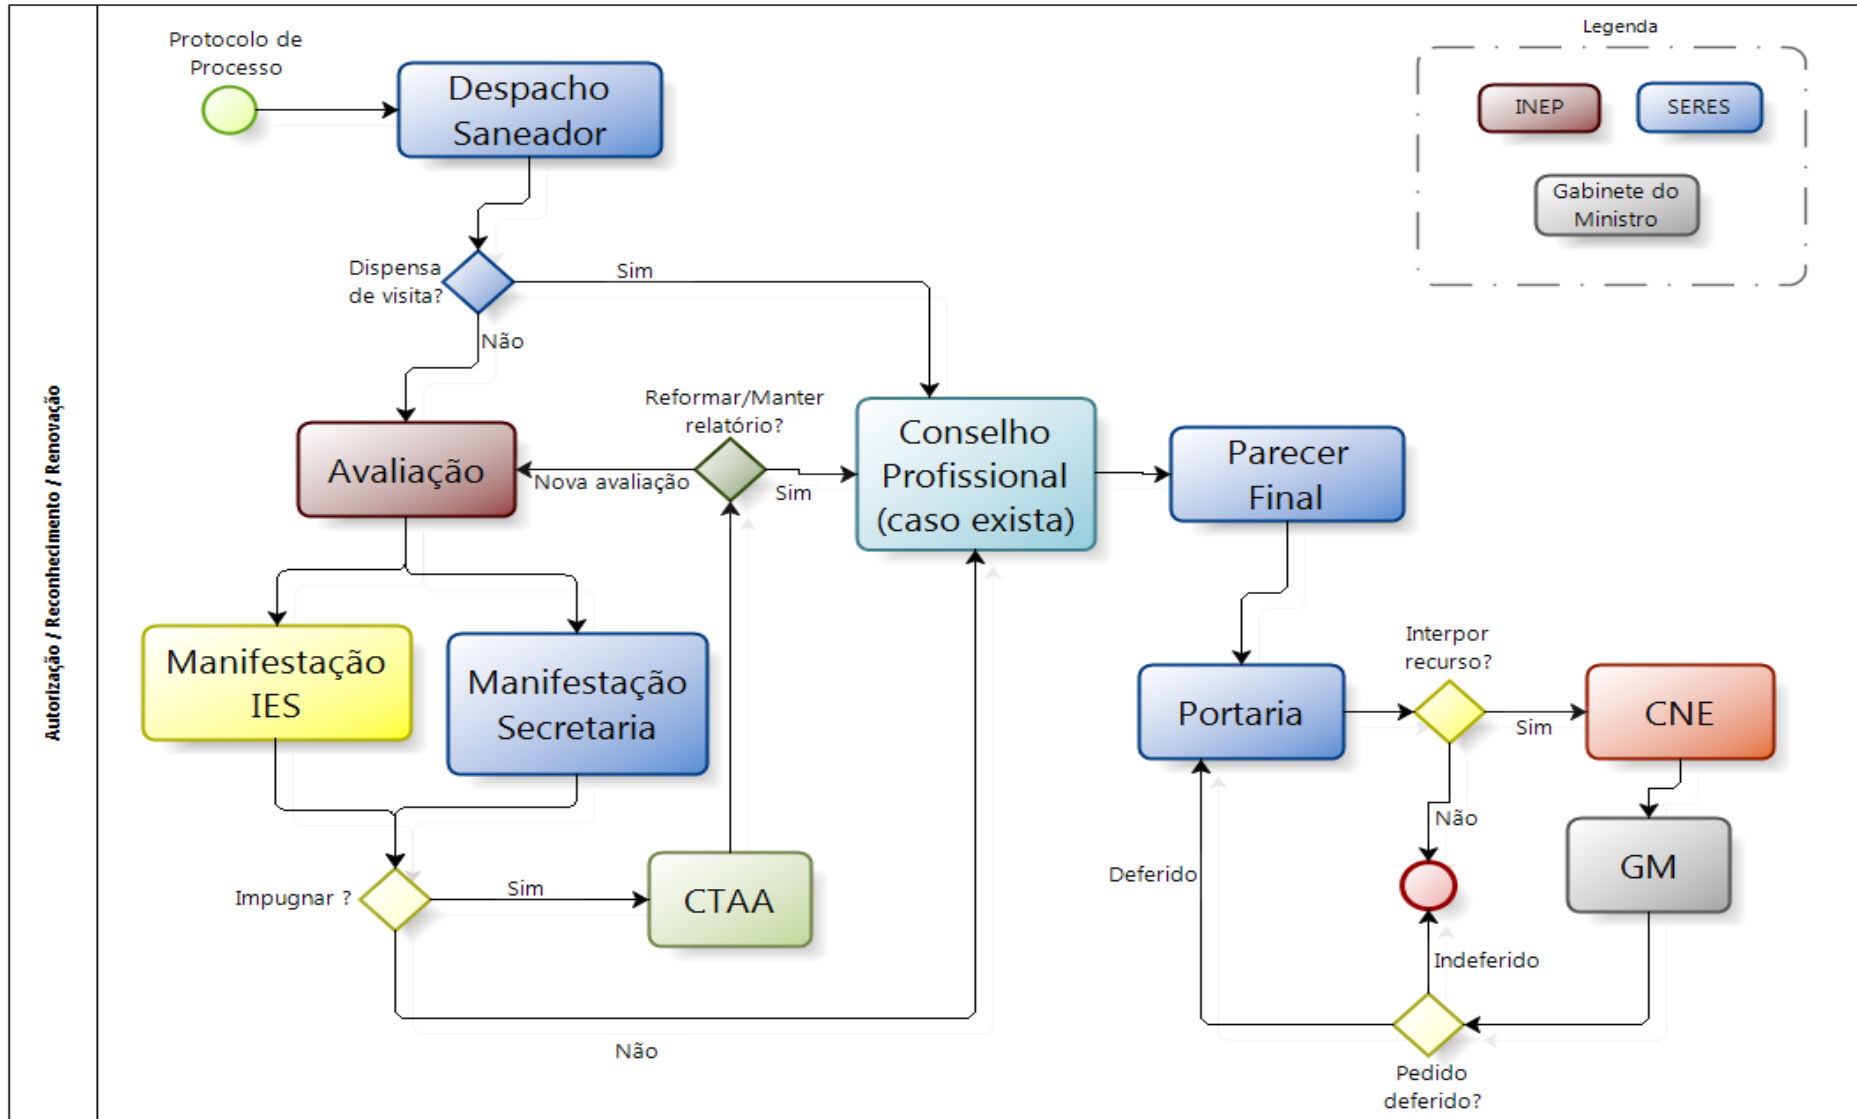 Autorização / Reconhecimento / Renovação
Protocolo de
Processo
Despacho
Saneador
Legenda
INEP
SERES
Gabinete do
Ministro
Dispensa
de visita?
Sim
Não
Reformar/Manter
relatório?
Avaliação
Nova avaliação
Sim
Conselho
Profissional
(caso exista)
Parecer
Final
Manifestação
IES
Manifestação
Secretaria
Interpor
recurso?
Portaria
Sim
CNE
Não
GM
Impugnar ?
Sim
CTAA
Deferido
Indeferido
Não
Pedido
deferido?